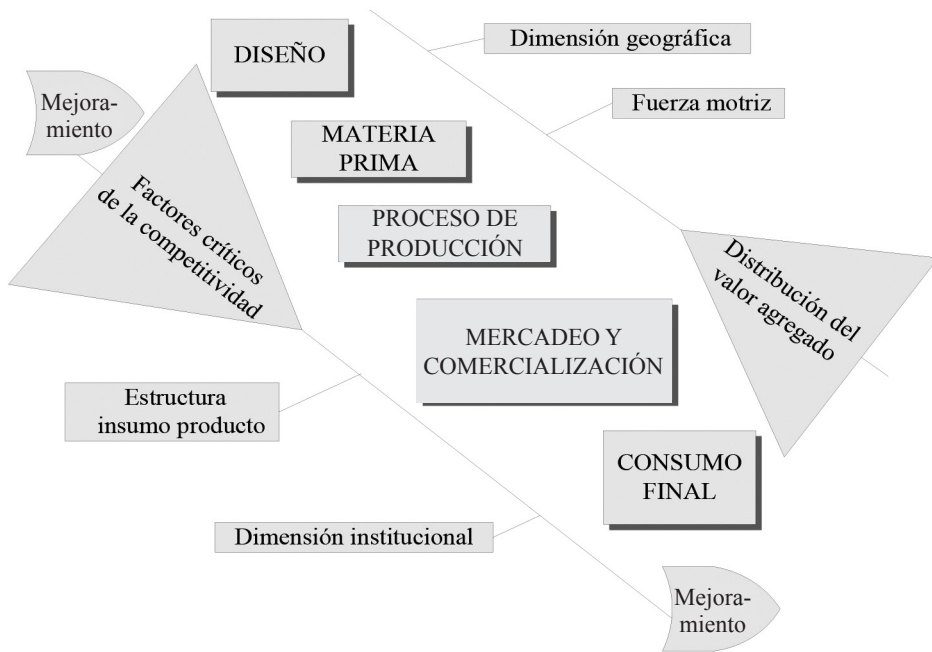 DISEÑO
Dimensión geográfica
Mejora-
miento
Fuerza motriz
MATERIA
PRIMA
Factores críticos
de la competitividad
PROCESO DE
PRODUCCIÓN
Distribución del
valor agregado
MERCADEO Y
COMERCIALIZACIÓN
Estructura
insumo producto
CONSUMO
FINAL
Dimensión institucional
Mejora-
miento